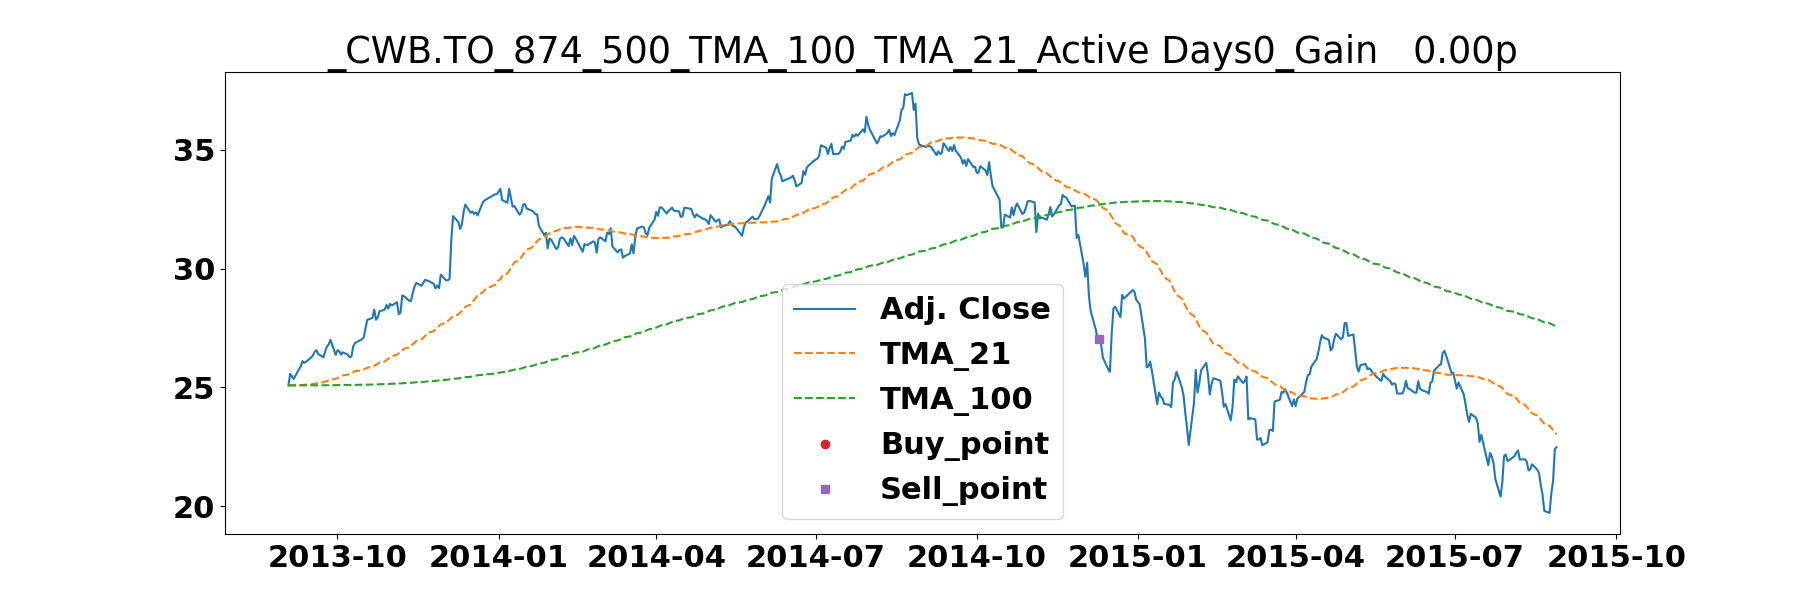 _CWB.TO_874_500_TMA_100_TMA_21_Active Days0_Gain   0.00p
35
30
25
20
Adj. Close
TMA_21
TMA_100
Buy_point
Sell_point
2013-10 2014-01 2014-04 2014-07 2014-10 2015-01 2015-04 2015-07 2015-10